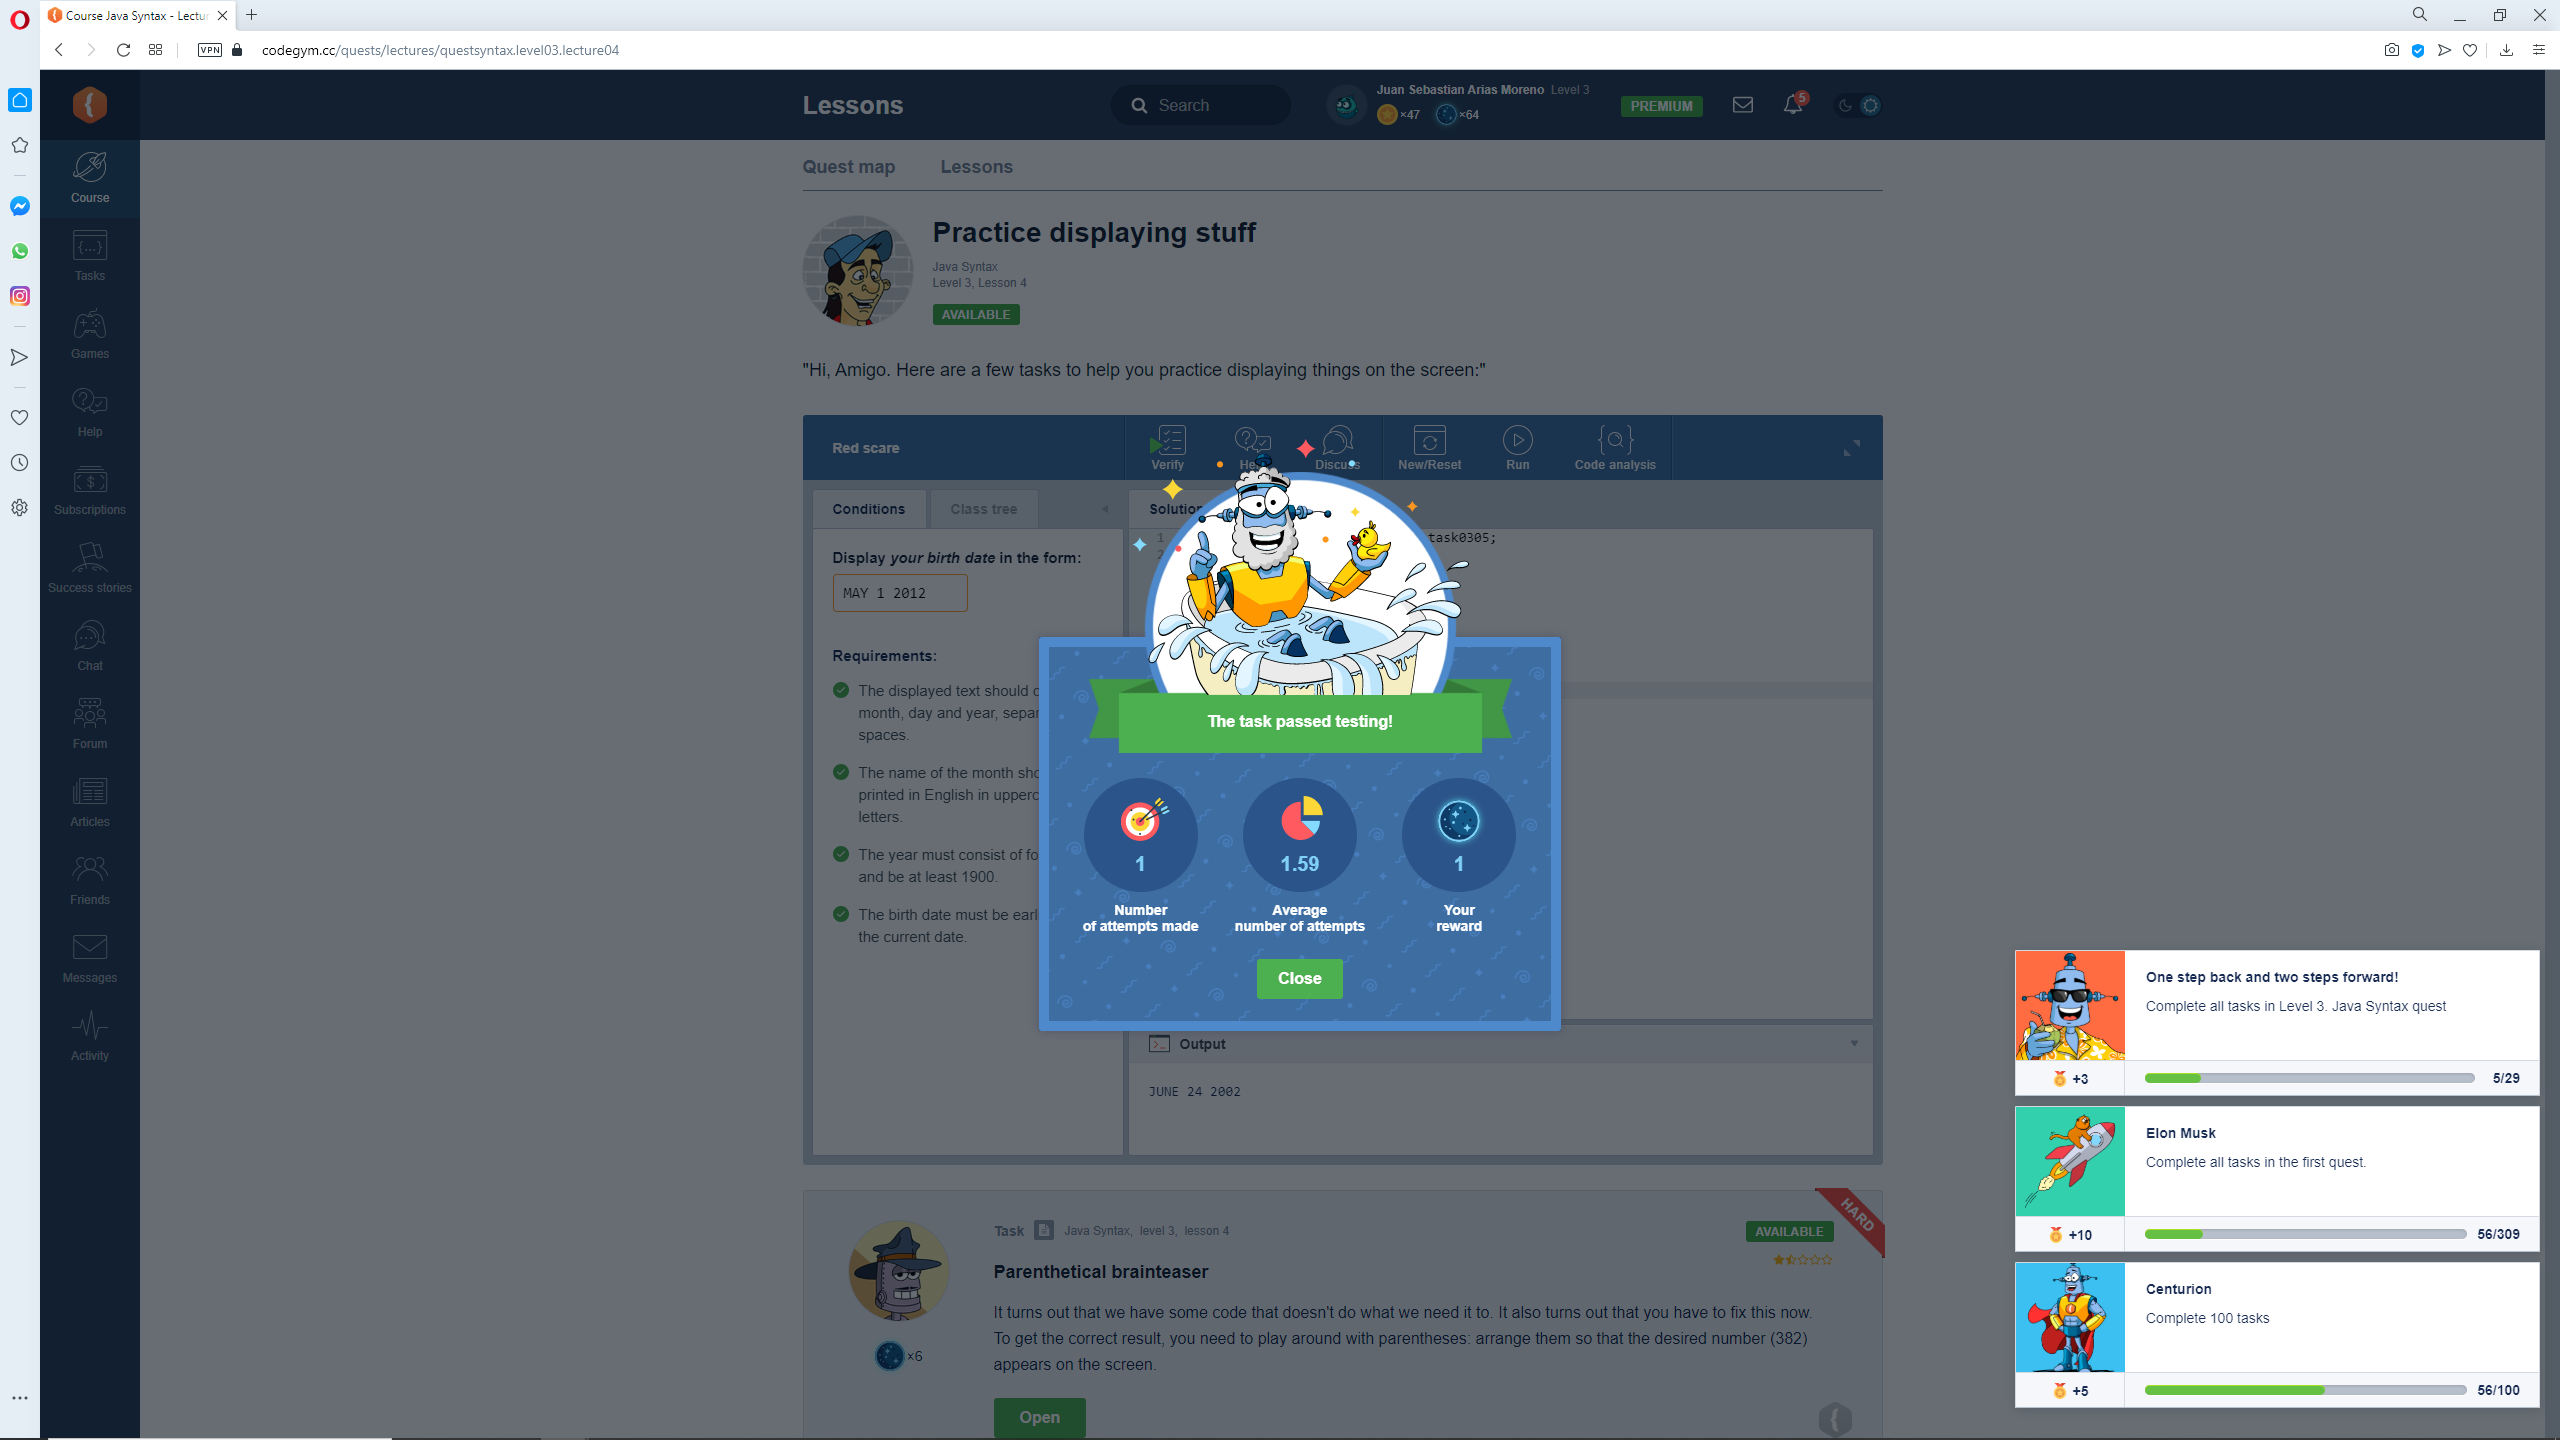 Course Java Syntax - Lectu
VPN
codegym.cc/quests/lectures/questsyntax.level03.lecture04
Lessons
Search
Juan Sebastian Arias Moreno Level 3
×47 ×64
PREMIUM
5
Course
Tasks
Games
Help
Subscriptions
Success stories
Chat
Forum
Articles
Friends
Messages
Activity
Quest map Lessons
Practice displaying stuff
Java Syntax
Level 3, Lesson 4
AVAILABLE
"Hi, Amigo. Here are a few tasks to help you practice displaying things on the screen:"
Red scare
Verify
Discuss
New/Reset
Run
Code analysis
Conditions
Class tree
1
task0305;
Display your birth date in the form:
MAY 1 2012
Requirements:
The displayed text should
month, day and year,
spaces.
The name of the month
printed in English in
letters.
The year must consist of
and be at least 1900.
The birth date must be
the current date.
The task passed testing!
1
Number
of attempts made
1.59
Average
number of attempts
1
Your
reward
Close
Output
JUNE 24 2002
Task Java Syntax, level 3, lesson 4
AVAILABLE
HARD
Parenthetical brainteaser
It turns out that we have some code that doesn't do what we need it to. It also turns out that you have to fix this now.
To get the correct result, you need to play around with parentheses: arrange them so that the desired number (382)
appears on the screen.
×6
Open
One step back and two steps forward!
Complete all tasks in Level 3. Java Syntax quest
+3
5/29
Elon Musk
Complete all tasks in the first quest.
+10
56/309
Centurion
Complete 100 tasks
+5
56/100